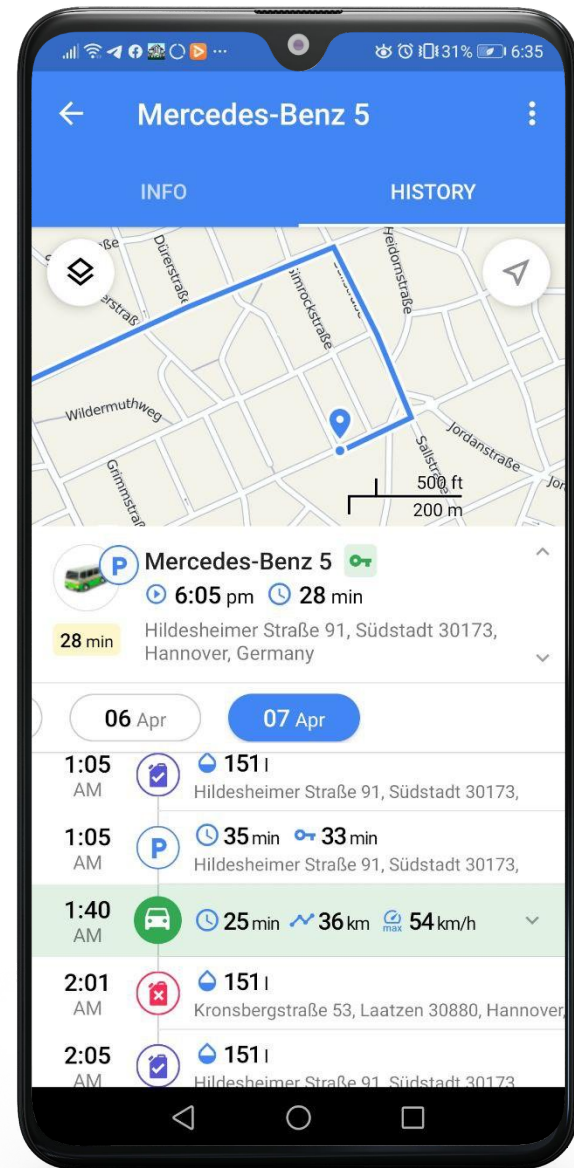 31% 6:35
Mercedes-Benz 5
INFO HISTORY
Dürerstraße
Simrockstraße
Sallstraße
Heidornstraße
Wildermuthweg
Grimmstraß
Sallstraße
Jordanstraße
500 ft
200 m
P Mercedes-Benz 5
6:05 pm 28 min
28 min Hildesheimer Straße 91, Südstadt 30173,
Hannover, Germany
06 Apr 07 Apr
1:05 AM 151 l
Hildesheimer Straße 91, Südstadt 30173,
1:05 AM P 35 min 33 min
Hildesheimer Straße 91, Südstadt 30173,
1:40 AM 25 min 36 km max 54 km/h
2:01 AM 151 l
Kronsbergstraße 53, Laatzen 30880, Hannover,
2:05 AM 151 l
Hildesheimer Straße 91, Südstadt 30173